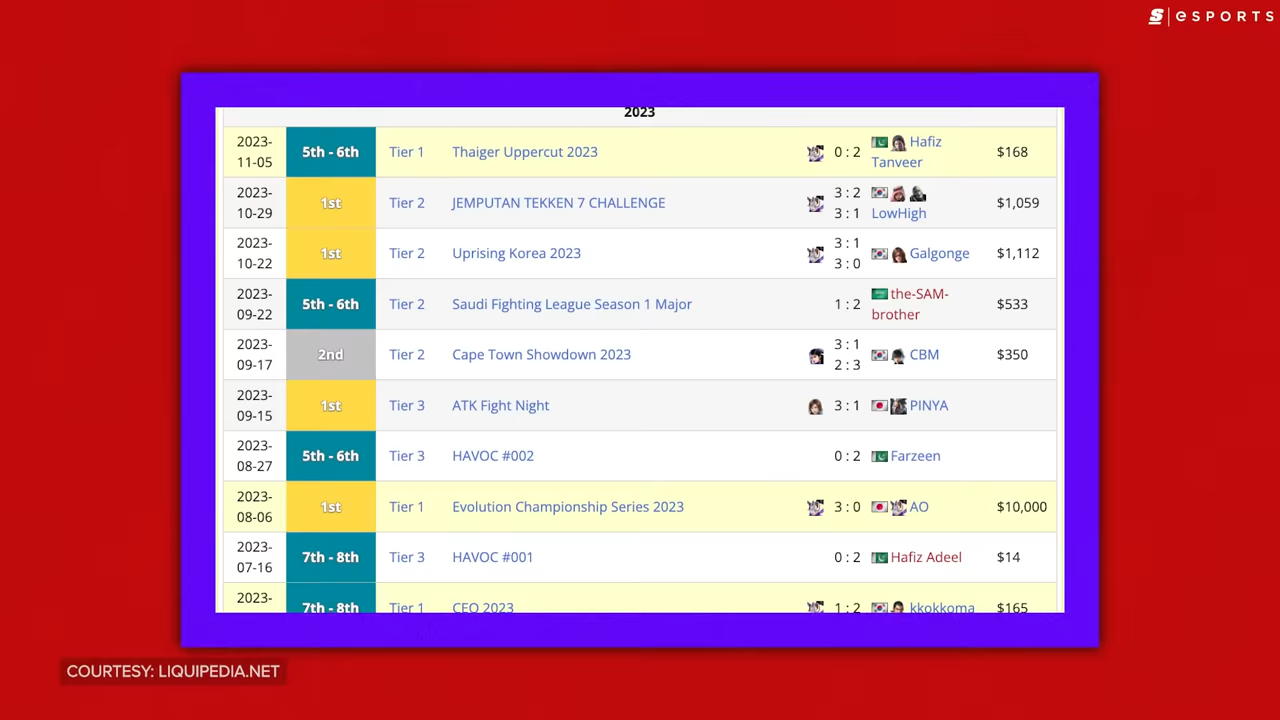 S | eSPORTS
2023
2023-
11-05
5th - 6th
Tier 1
Thaiger Uppercut 2023
0 : 2
Hafiz
Tanveer
$168
2023-
10-29
1st
Tier 2
JEMPUTAN TEKKEN 7 CHALLENGE
3 : 2
3 : 1
LowHigh
$1,059
2023-
10-22
1st
Tier 2
Uprising Korea 2023
3 : 1
3 : 0
Galgonge
$1,112
2023-
09-22
5th - 6th
Tier 2
Saudi Fighting League Season 1 Major
1 : 2
the-SAM-
brother
$533
2023-
09-17
2nd
Tier 2
Cape Town Showdown 2023
3 : 1
2 : 3
CBM
$350
2023-
09-15
1st
Tier 3
ATK Fight Night
3 : 1
PINYA
2023-
08-27
5th - 6th
Tier 3
HAVOC #002
0 : 2
Farzeen
2023-
08-06
1st
Tier 1
Evolution Championship Series 2023
3 : 0
AO
$10,000
2023-
07-16
7th - 8th
Tier 3
HAVOC #001
0 : 2
Hafiz Adeel
$14
2023-
7th - 8th
Tier 1
CEO 2023
1 : 2
kkokkoma
$165
COURTESY: LIQUIPEDIA.NET